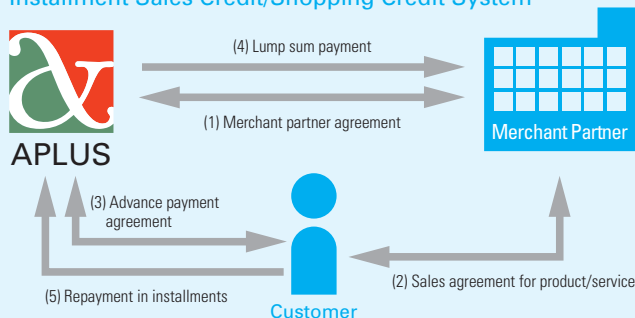 Installment Sales Credit/Shopping Credit System
(4) Lump sum payment
(1) Merchant partner agreement
&
APLUS
Merchant Partner
(3) Advance payment
agreement
(2) Sales agreement for product/service
(5) Repayment in installments
Customer